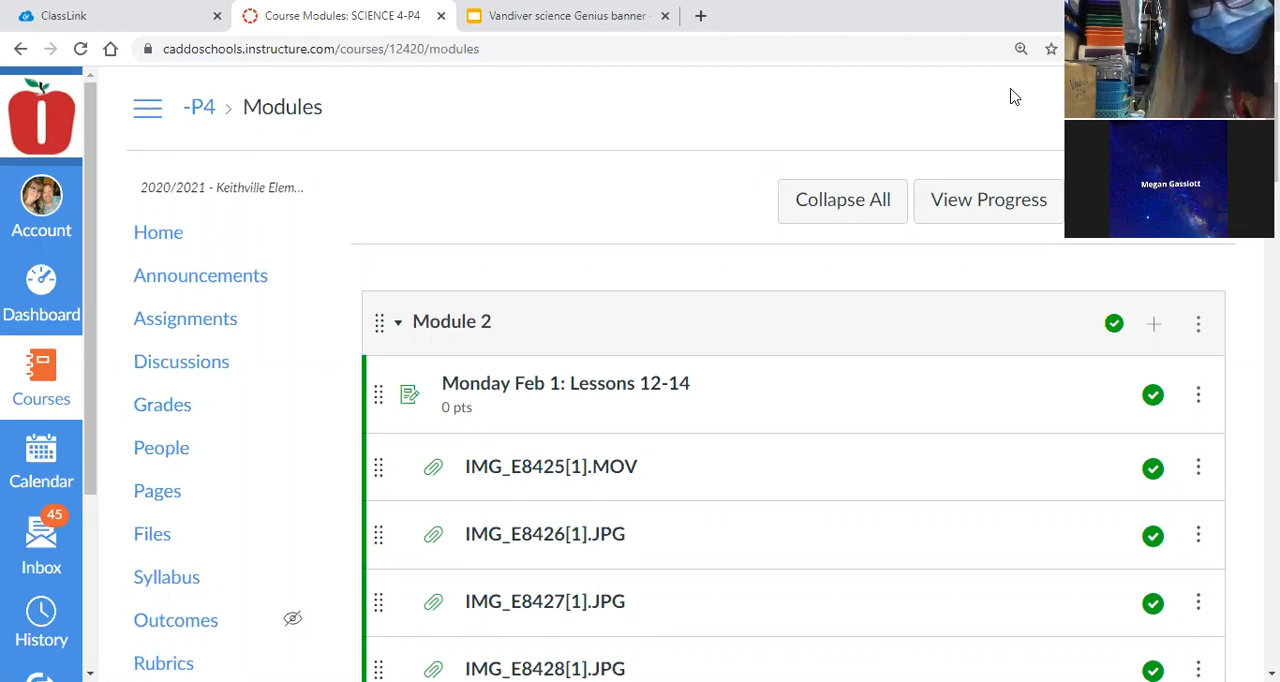 ClassLink
Course Modules: SCIENCE 4-P4
Vandiver science Genius banner
caddoschools.instructure.com/courses/12420/modules
-P4 > Modules
2020/2021 - Keithville Elem...
Collapse All
View Progress
Megan Gassiott
Account
Dashboard
Courses
Calendar
45
Inbox
History
Home
Announcements
Assignments
Discussions
Grades
People
Pages
Files
Syllabus
Outcomes
Rubrics
Module 2
Monday Feb 1: Lessons 12-14
0 pts
IMG_E8425[1].MOV
IMG_E8426[1].JPG
IMG_E8427[1].JPG
IMG_E8428[1].JPG